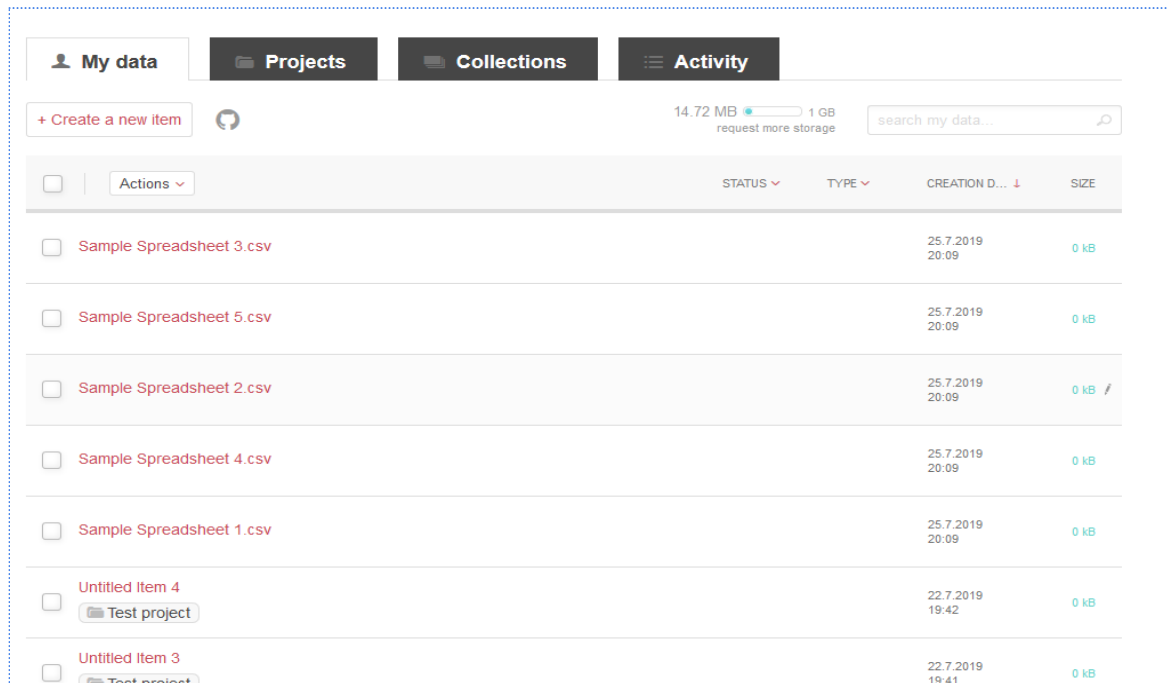 My data
Projects
Collections
Activity
+ Create a new item
14.72 MB 1 GB
request more storage
search my data...
Actions
STATUS
TYPE
CREATION D...
SIZE
Sample Spreadsheet 3.csv
25.7.2019
20:09
0 kB
Sample Spreadsheet 5.csv
25.7.2019
20:09
0 kB
Sample Spreadsheet 2.csv
25.7.2019
20:09
0 kB
Sample Spreadsheet 4.csv
25.7.2019
20:09
0 kB
Sample Spreadsheet 1.csv
25.7.2019
20:09
0 kB
Untitled Item 4
Test project
22.7.2019
19:42
0 kB
Untitled Item 3
Test project
22.7.2019
19:41
0 kB